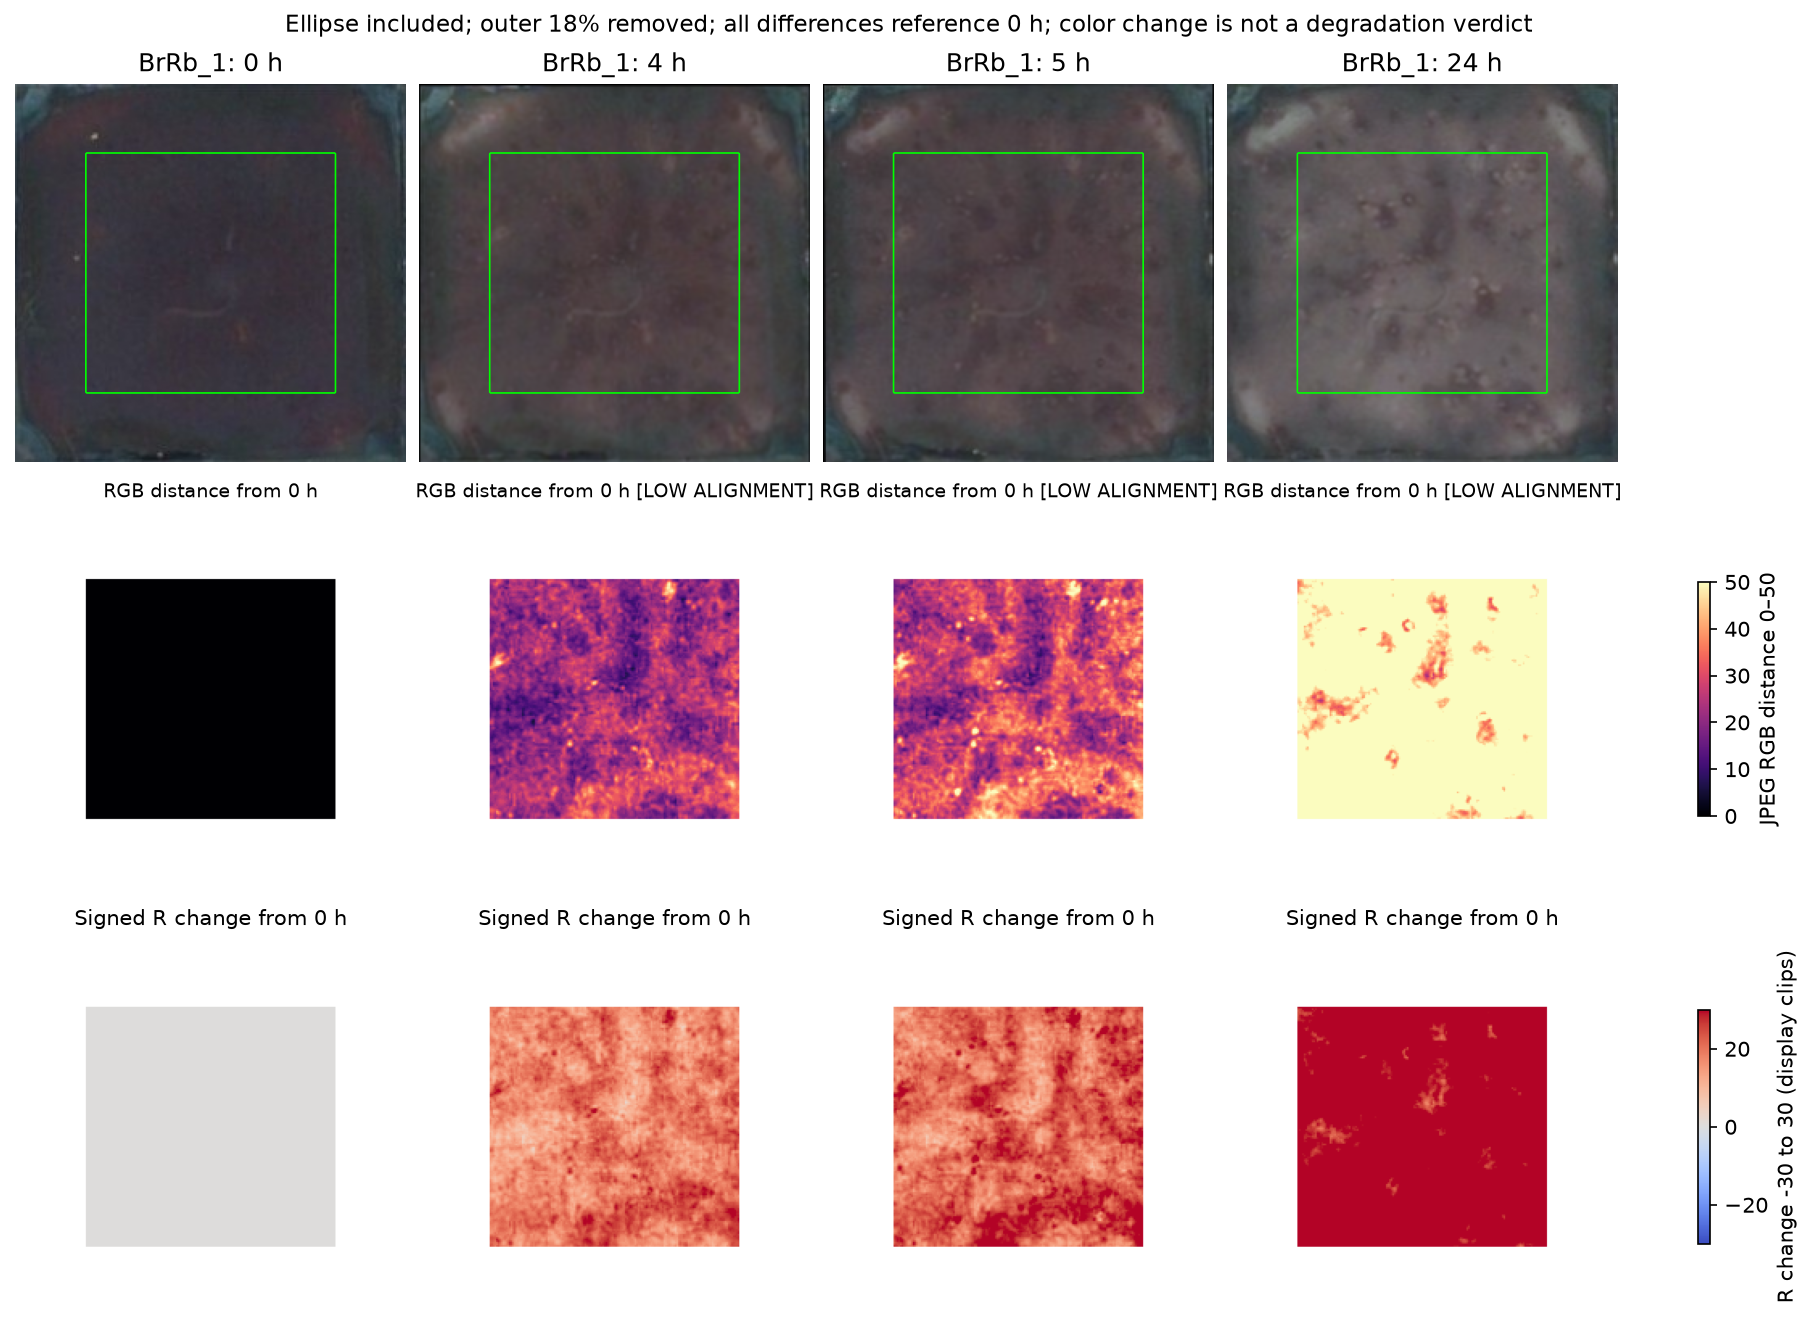 Ellipse included; outer 18% removed; all differences reference 0 h; color change is not a degradation verdict
BrRb_1: 0 h
BrRb_1: 4 h
BrRb_1: 5 h
BrRb_1: 24 h
RGB distance from 0 h
RGB distance from 0 h [LOW ALIGNMENT]
RGB distance from 0 h [LOW ALIGNMENT]
RGB distance from 0 h [LOW ALIGNMENT]
50
40
30
20
10
0
JPEG RGB distance 0–50
Signed R change from 0 h
Signed R change from 0 h
Signed R change from 0 h
Signed R change from 0 h
20
0
−20
R change -30 to 30 (display clips)